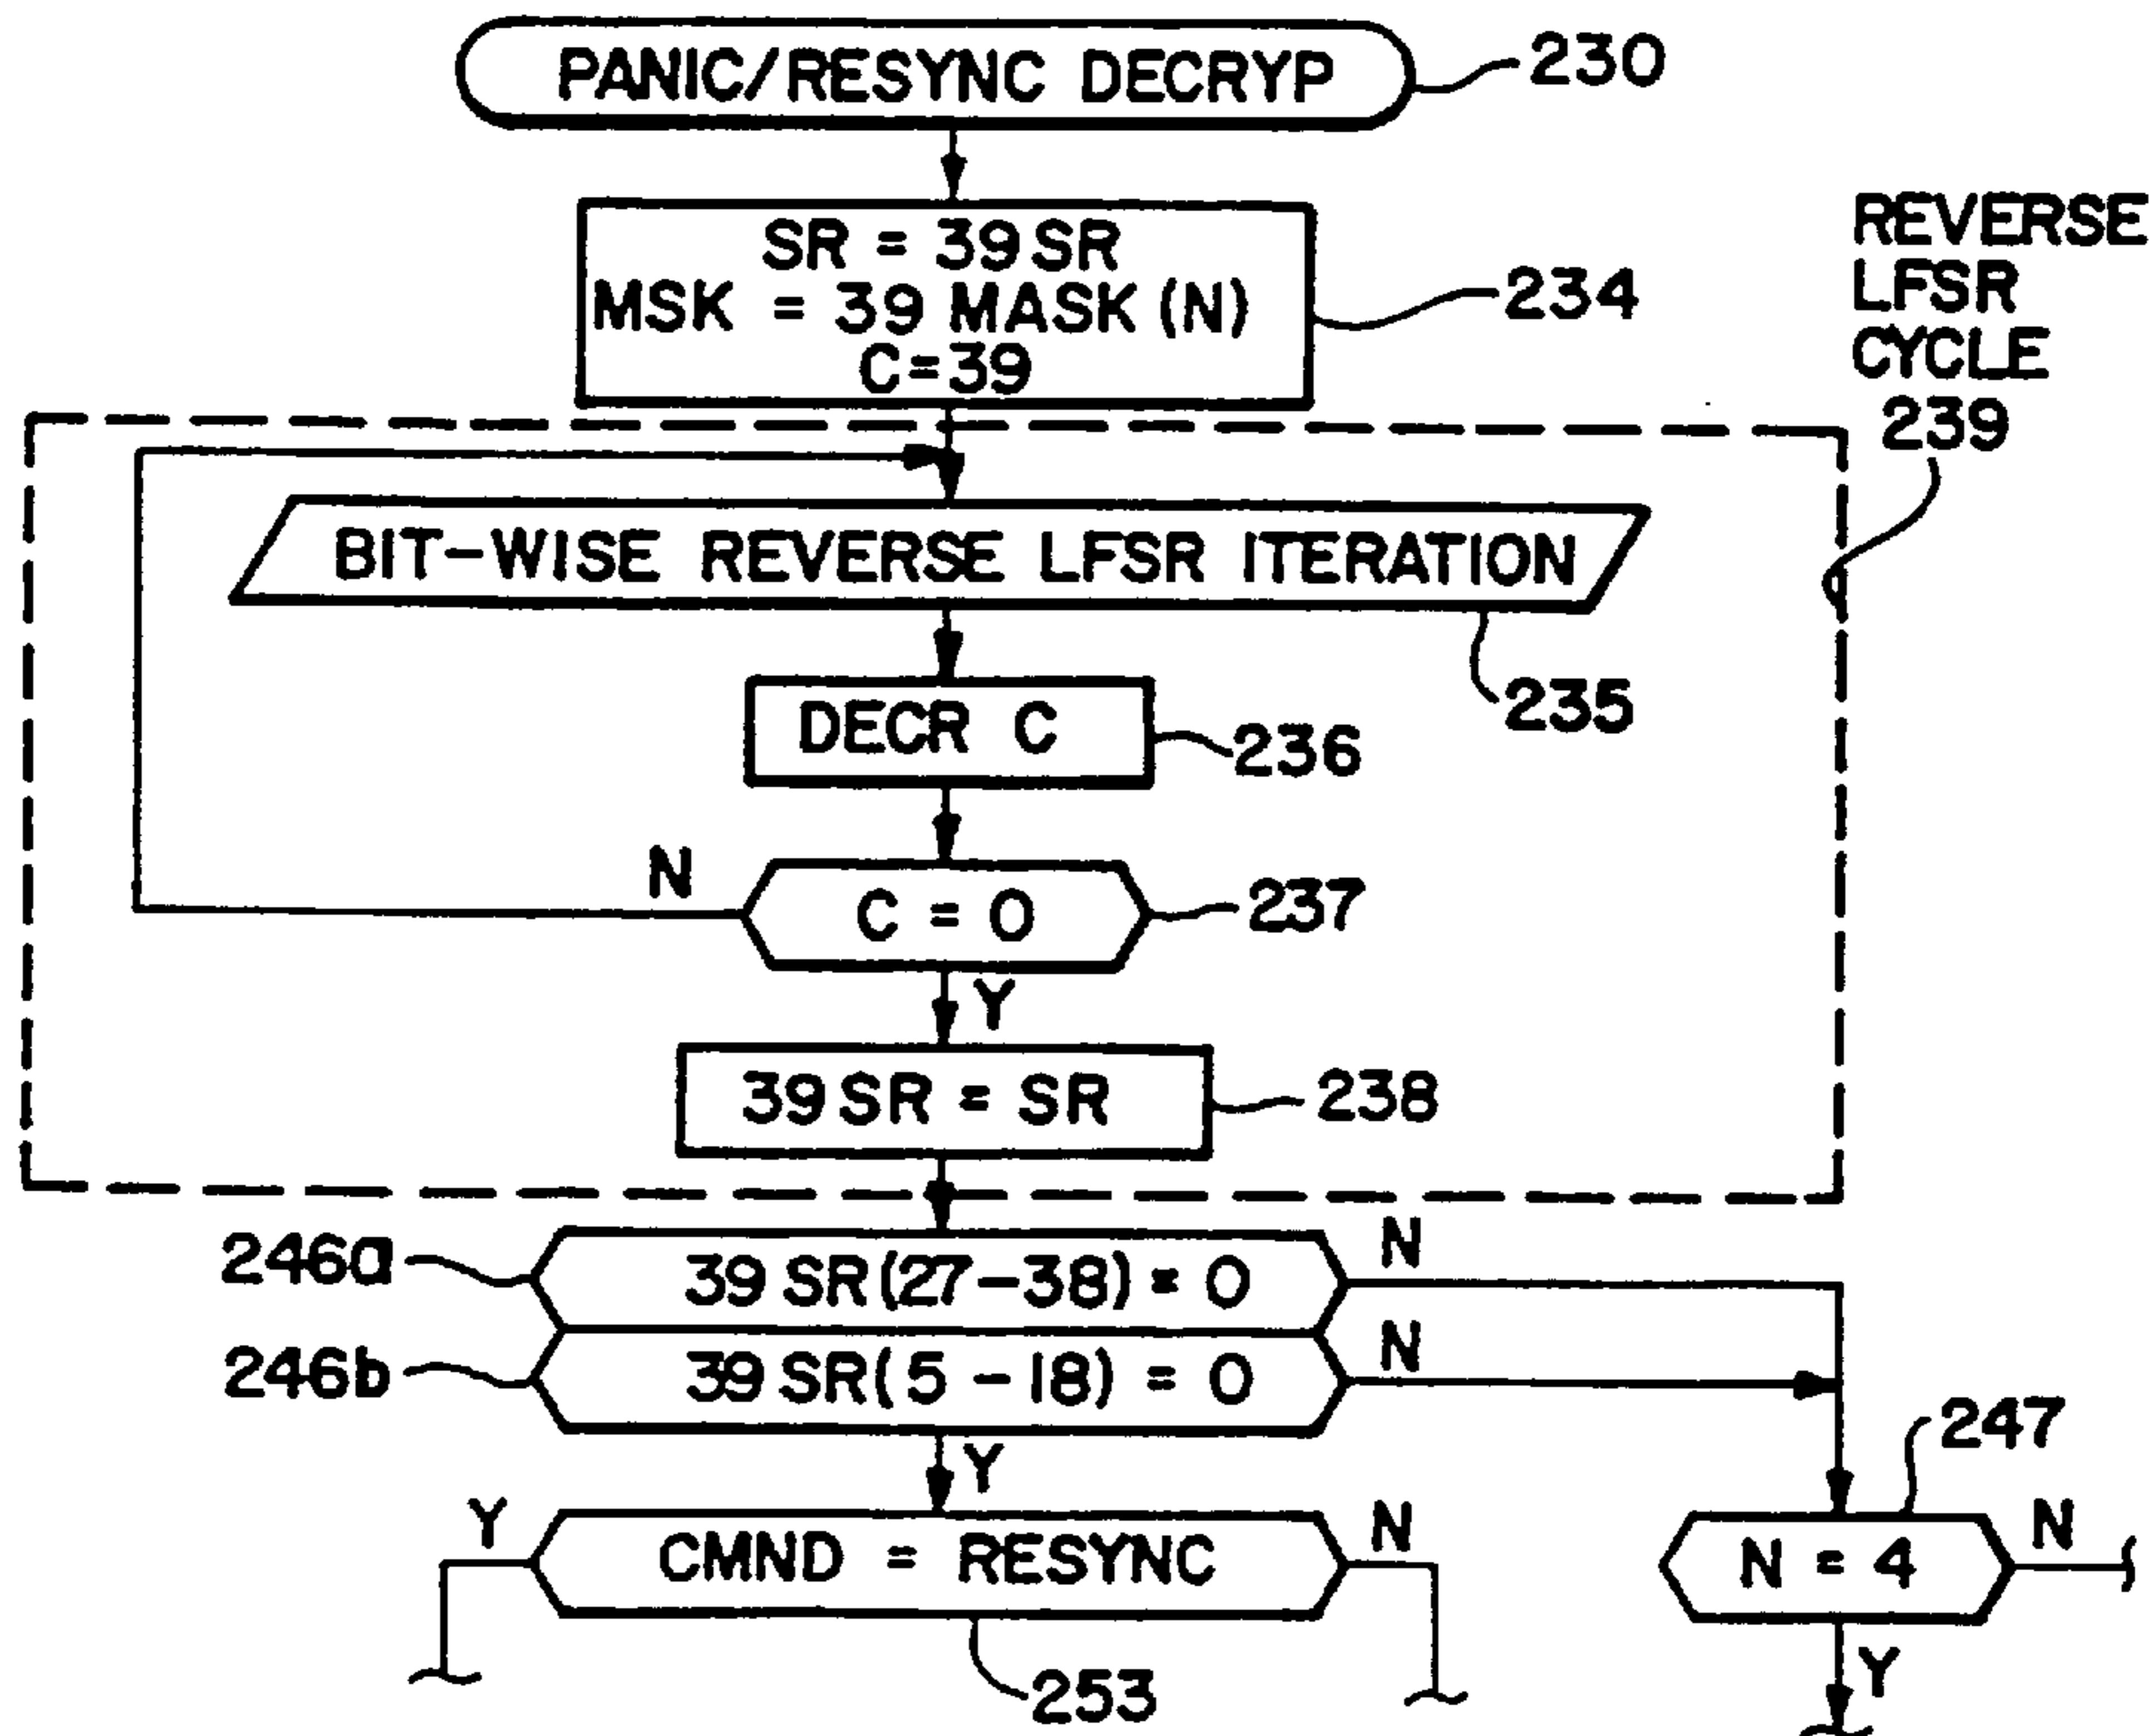 PANIC/RESYNC DECRYP
230
SR = 39 SR
MSK = 39 MASK (N)
C=39
234
REVERSE
LFSR
CYCLE
239
BIT-WISE REVERSE LFSR ITERATION
235
DECR C
236
N
C = 0
237
Y
39 SR = SR
238
246a
39 SR(27-38) = 0
N
246b
39 SR(5-18) = 0
N
Y
247
Y
CMND = RESYNC
N
253
N = 4
N
Y